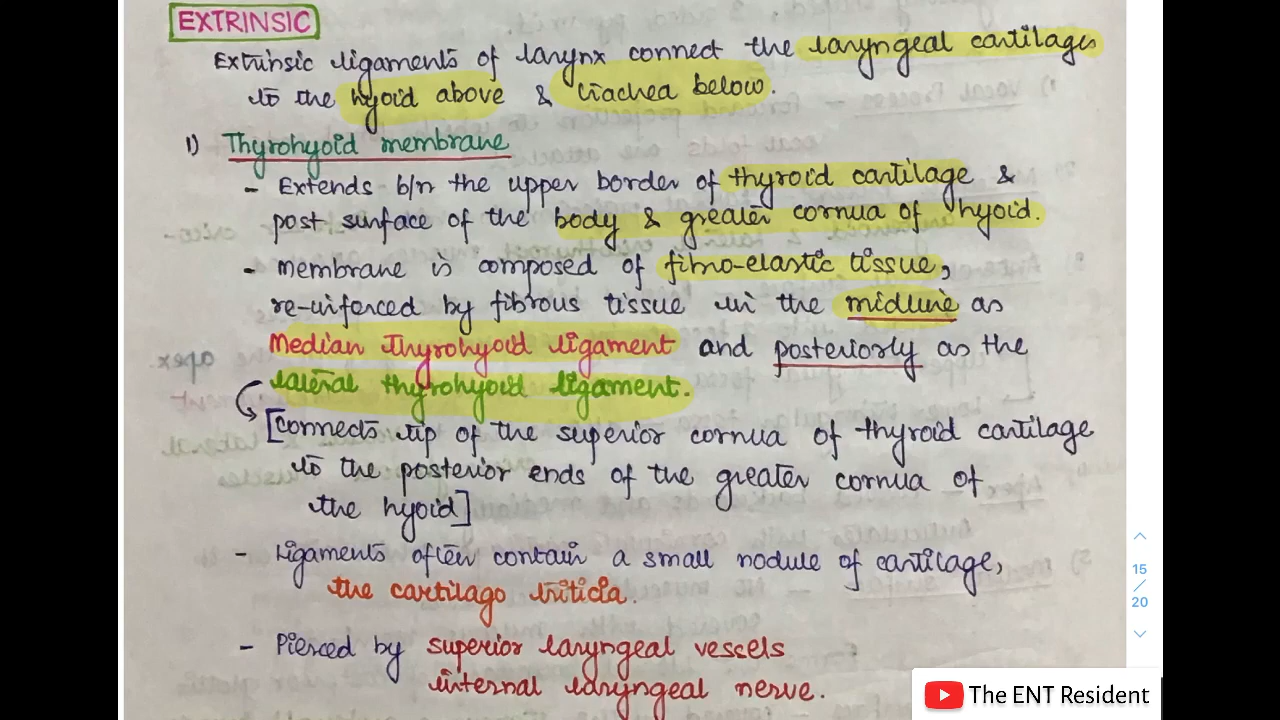 EXTRINSIC
Extrinsic ligaments of larynx connect the laryngeal cartilages
to the hyoid above & trachea below.
1) Thyrohyoid membrane
- Extends b/n the upper border of thyroid cartilage &
post surface of the body & greater cornua of hyoid.
- Membrane is composed of fibro-elastic tissue,
re-inforced by fibrous tissue in the midline as
Median Thyrohyoid ligament and posteriorly as the
lateral thyrohyoid ligament.
[connects tip of the superior cornua of thyroid cartilage
to the posterior ends of the greater cornua of
the hyoid]
- Ligaments often contain a small nodule of cartilage,
the cartilago triticia.
- Pierced by superior laryngeal vessels
internal laryngeal nerve.
15
/
20
The ENT Resident